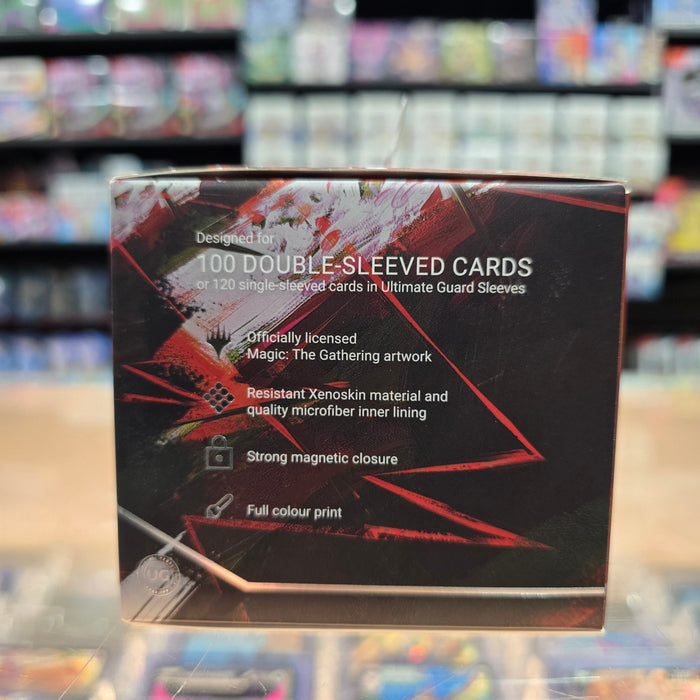 Designed for
100 DOUBLE-SLEEVED CARDS
or 120 single-sleeved cards in Ultimate Guard Sleeves
Officially licensed
Magic: The Gathering artwork
Resistant Xenoskin material and
quality microfiber inner lining
Strong magnetic closure
Full colour print
UG